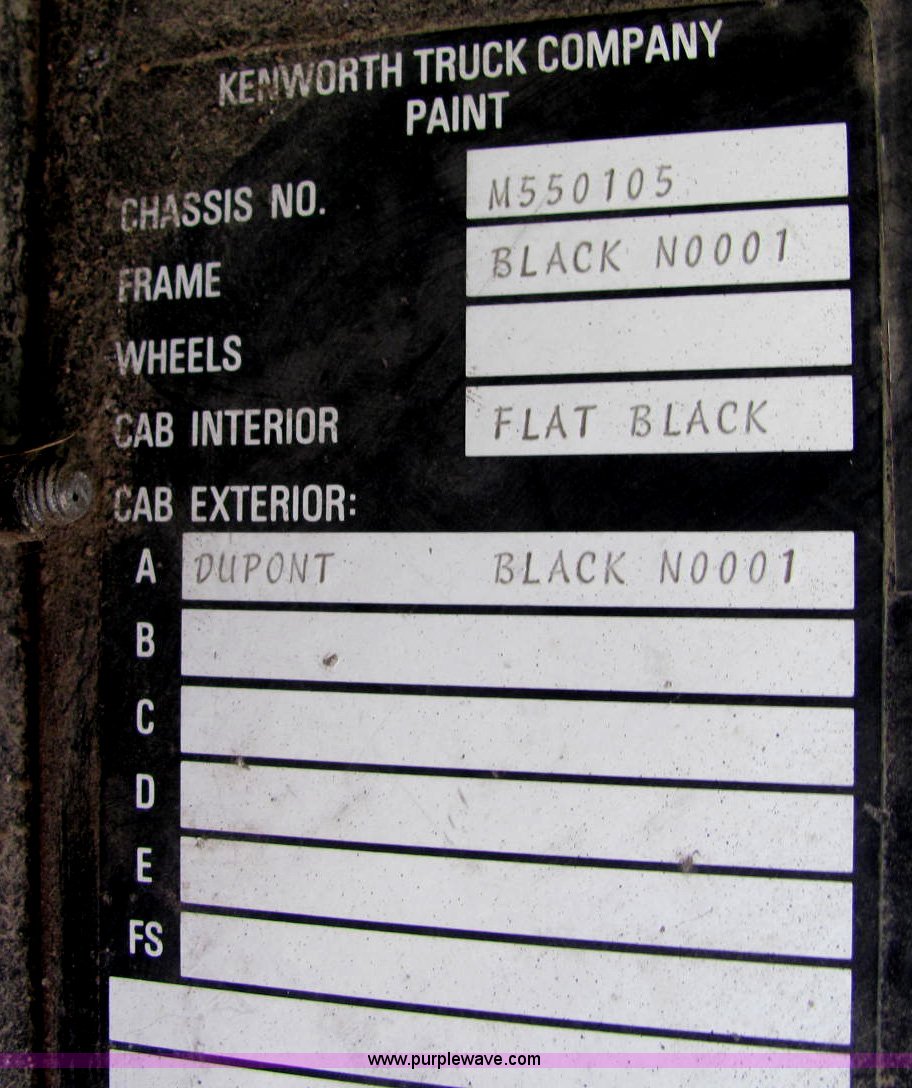 KENWORTH TRUCK COMPANY
PAINT
CHASSIS NO. M550105
FRAME BLACK N0001
WHEELS
CAB INTERIOR FLAT BLACK
CAB EXTERIOR:
A DUPONT BLACK N0001
B
C
D
E
FS
www.purplewave.com